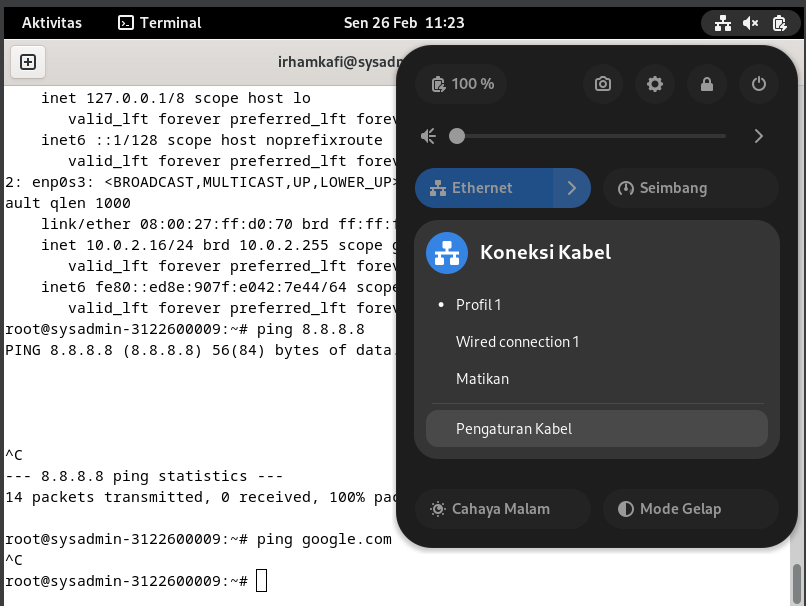 Aktivitas
Terminal
Sen 26 Feb 11:23
irhamkafi@sysadm
inet 127.0.0.1/8 scope host lo
valid_lft forever preferred_lft forev
inet6 ::1/128 scope host noprefixroute
valid_lft forever preferred_lft forev
2: enp0s3: <BROADCAST,MULTICAST,UP,LOWER_UP>
ault qlen 1000
link/ether 08:00:27:ff:d0:70 brd ff:ff:f
inet 10.0.2.16/24 brd 10.0.2.255 scope g
valid_lft forever preferred_lft forev
inet6 fe80::ed8e:907f:e042:7e44/64 scope
valid_lft forever preferred_lft forev
root@sysadmin-3122600009:~# ping 8.8.8.8
PING 8.8.8.8 (8.8.8.8) 56(84) bytes of data.
^C
--- 8.8.8.8 ping statistics ---
14 packets transmitted, 0 received, 100% pac
root@sysadmin-3122600009:~# ping google.com
^C
root@sysadmin-3122600009:~#
100 %
Ethernet
Seimbang
Koneksi Kabel
• Profil 1
Wired connection 1
Matikan
Pengaturan Kabel
Cahaya Malam
Mode Gelap